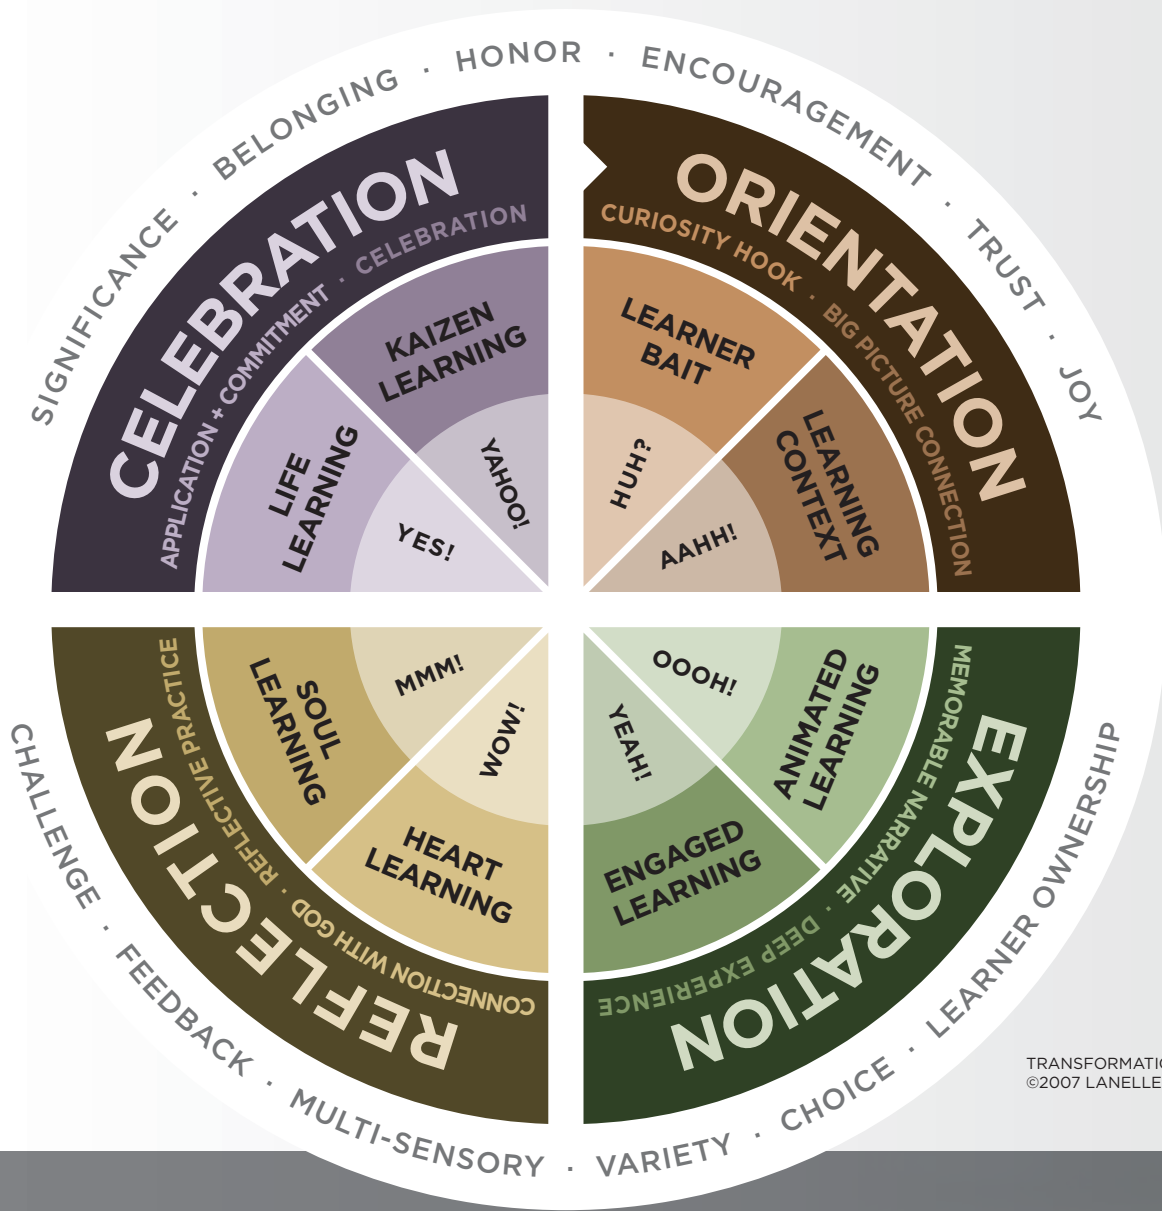 SIGNIFICANCE · BELONGING · HONOR · ENCOURAGEMENT · TRUST · JOY
ORIENTATION
CURIOSITY HOOK · BIG PICTURE CONNECTION
LEARNER
BAIT
HUH?
LEARNING
CONTEXT
AAHH!
EXPLORATION
MEMORABLE NARRATIVE · DEEP EXPERIENCE
ANIMATED
LEARNING
OOOH!
ENGAGED
LEARNING
YEAH!
REFLECTION
CONNECTION WITH GOD · REFLECTIVE PRACTICE
HEART
LEARNING
WOW!
SOUL
LEARNING
MMM!
CELEBRATION
APPLICATION + COMMITMENT · CELEBRATION
LIFE
LEARNING
YES!
KAIZEN
LEARNING
YAHOO!
CHALLENGE · FEEDBACK · MULTI-SENSORY · VARIETY · CHOICE · LEARNER OWNERSHIP
TRANSFORMATIO
©2007 LANELLE